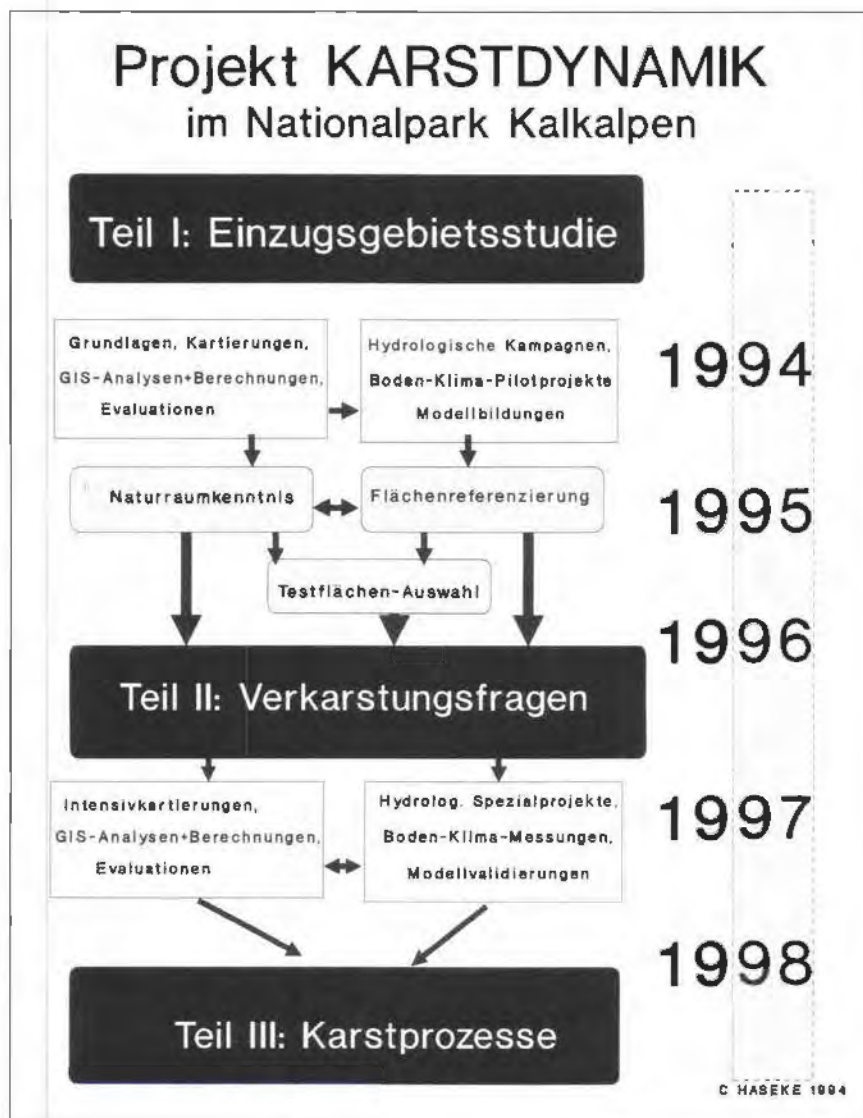 Projekt KARSTDYNAMIK
im Nationalpark Kalkalpen
Teil I: Einzugsgebietsstudie
Grundlagen, Kartierungen,
GIS-Analysen+Berechnungen,
Evaluationen
Hydrologische Kampagnen,
Boden-Klima-Pilotprojekte
Modellbildungen
1994
Naturraumkenntnis
Flächenreferenzierung
1995
Testflächen-Auswahl
1996
Teil II: Verkarstungsfragen
Intensivkartierungen,
GIS-Analysen+Berechnungen,
Evaluationen
Hydrolog. Spezialprojekte,
Boden-Klima-Messungen,
Modellvalidierungen
1997
1998
Teil III: Karstprozesse
C HASEKE 1994